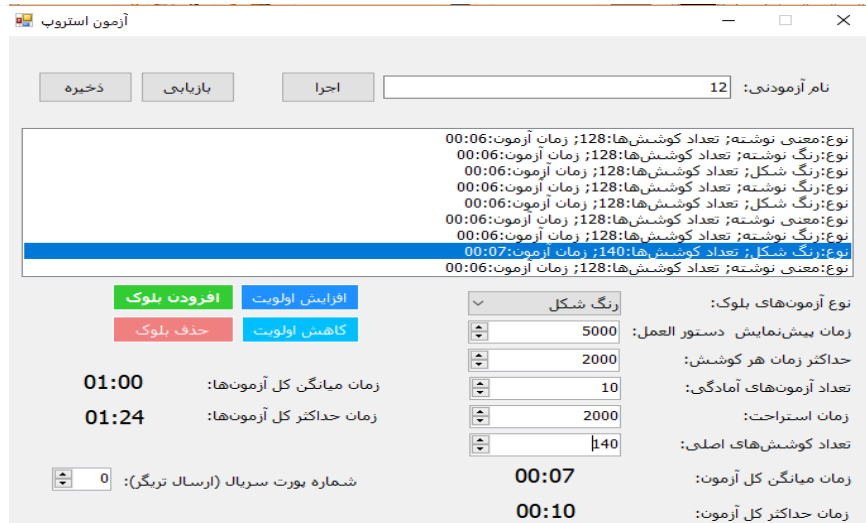 آزمون استروپ
نام آزمودنی: 12 اجرا بازیابی ذخیره
نوع:معنی نوشته; تعداد کوشش‌ها:128; زمان آزمون:00:06
نوع:رنگ نوشته; تعداد کوشش‌ها:128; زمان آزمون:00:06
نوع:رنگ شکل; تعداد کوشش‌ها:128; زمان آزمون:00:06
نوع:رنگ نوشته; تعداد کوشش‌ها:128; زمان آزمون:00:06
نوع:رنگ شکل; تعداد کوشش‌ها:128; زمان آزمون:00:06
نوع:معنی نوشته; تعداد کوشش‌ها:128; زمان آزمون:00:06
نوع:رنگ نوشته; تعداد کوشش‌ها:128; زمان آزمون:00:06
نوع:رنگ شکل; تعداد کوشش‌ها:140; زمان آزمون:00:07
نوع:معنی نوشته; تعداد کوشش‌ها:128; زمان آزمون:00:06
نوع آزمون‌های بلوک: رنگ شکل
زمان پیش‌نمایش دستور العمل: 5000
حداکثر زمان هر کوشش: 2000
تعداد آزمون‌های آمادگی: 10
زمان استراحت: 2000
تعداد کوشش‌های اصلی: 140
زمان میانگن کل آزمون: 00:07
زمان حداکثر کل آزمون: 00:10
افزایش اولویت افزودن بلوک
کاهش اولویت حذف بلوک
زمان میانگن کل آزمون‌ها: 01:00
زمان حداکثر کل آزمون‌ها: 01:24
شماره پورت سریال (ارسال تریگر): 0